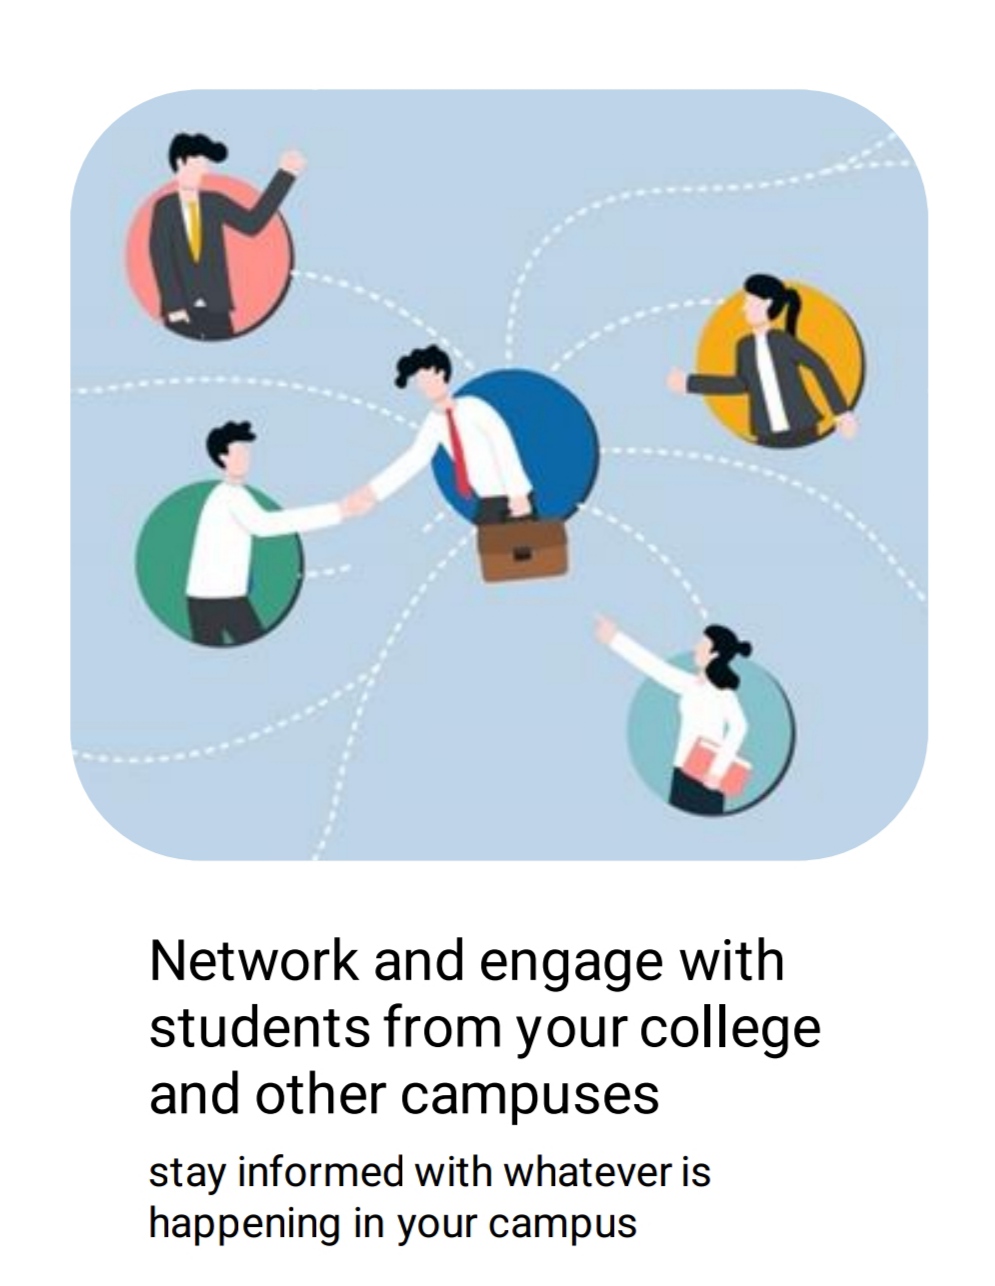 Network and engage with
students from your college
and other campuses
stay informed with whatever is
happening in your campus